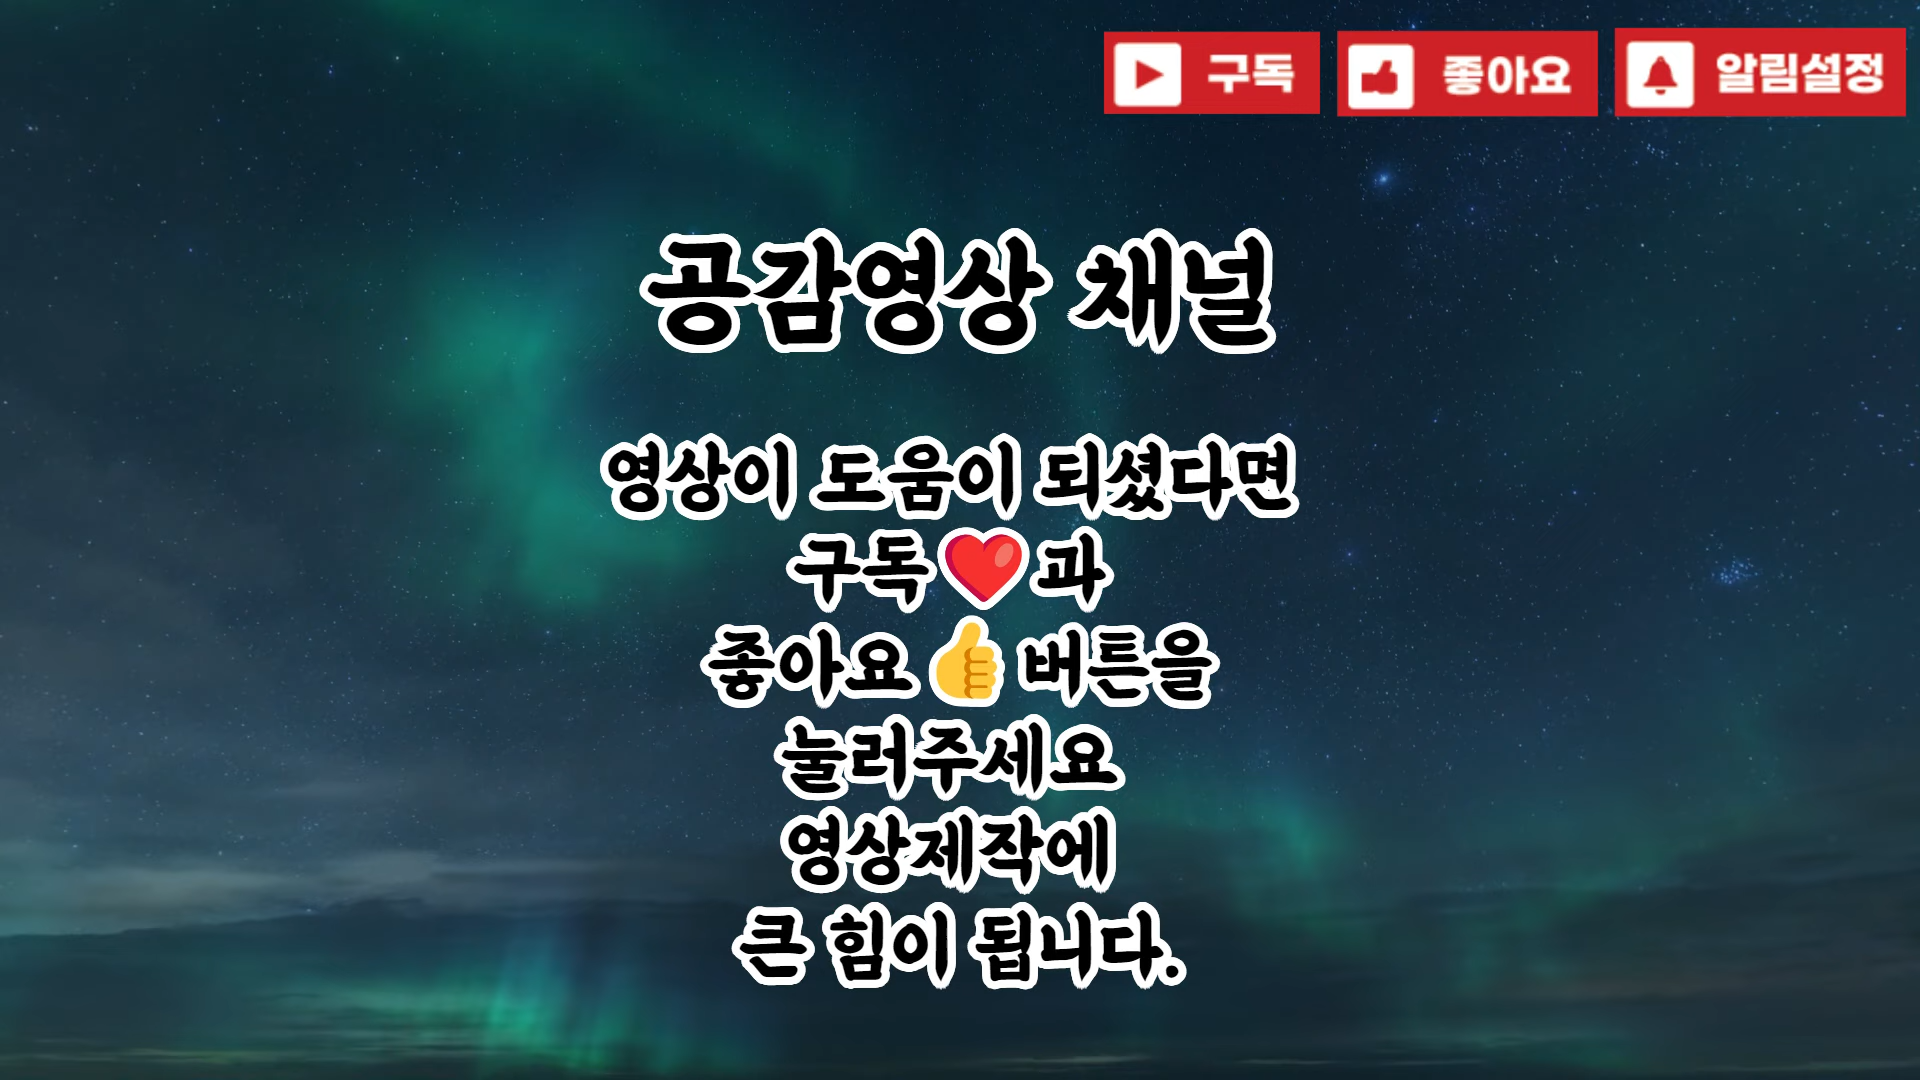 구독 좋아요 알림설정
공감영상 채널
영상이 도움이 되셨다면
구독❤️과
좋아요👍버튼을
눌러주세요
영상제작에
큰 힘이 됩니다.